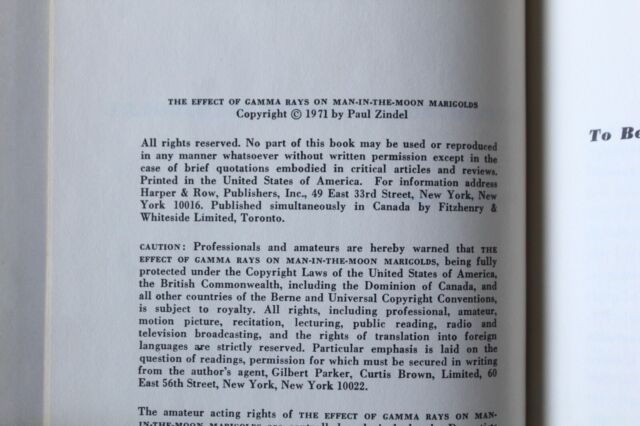 THE EFFECT OF GAMMA RAYS ON MAN-IN-THE-MOON MARIGOLDS
Copyright © 1971 by Paul Zindel
All rights reserved. No part of this book may be used or reproduced
in any manner whatsoever without written permission except in the
case of brief quotations embodied in critical articles and reviews.
Printed in the United States of America. For information address
Harper & Row, Publishers, Inc., 49 East 33rd Street, New York, New
York 10016. Published simultaneously in Canada by Fitzhenry &
Whiteside Limited, Toronto.
CAUTION: Professionals and amateurs are hereby warned that THE
EFFECT OF GAMMA RAYS ON MAN-IN-THE-MOON MARIGOLDS, being fully
protected under the Copyright Laws of the United States of America,
the British Commonwealth, including the Dominion of Canada, and
all other countries of the Berne and Universal Copyright Conventions,
is subject to royalty. All rights, including professional, amateur,
motion picture, recitation, lecturing, public reading, radio and
television broadcasting, and the rights of translation into foreign
languages are strictly reserved. Particular emphasis is laid on the
question of readings, permission for which must be secured in writing
from the author's agent, Gilbert Parker, Curtis Brown, Limited, 60
East 56th Street, New York, New York 10022.
The amateur acting rights of THE EFFECT OF GAMMA RAYS ON MAN-
IN-THE-MOON MARIGOLDS
To Be